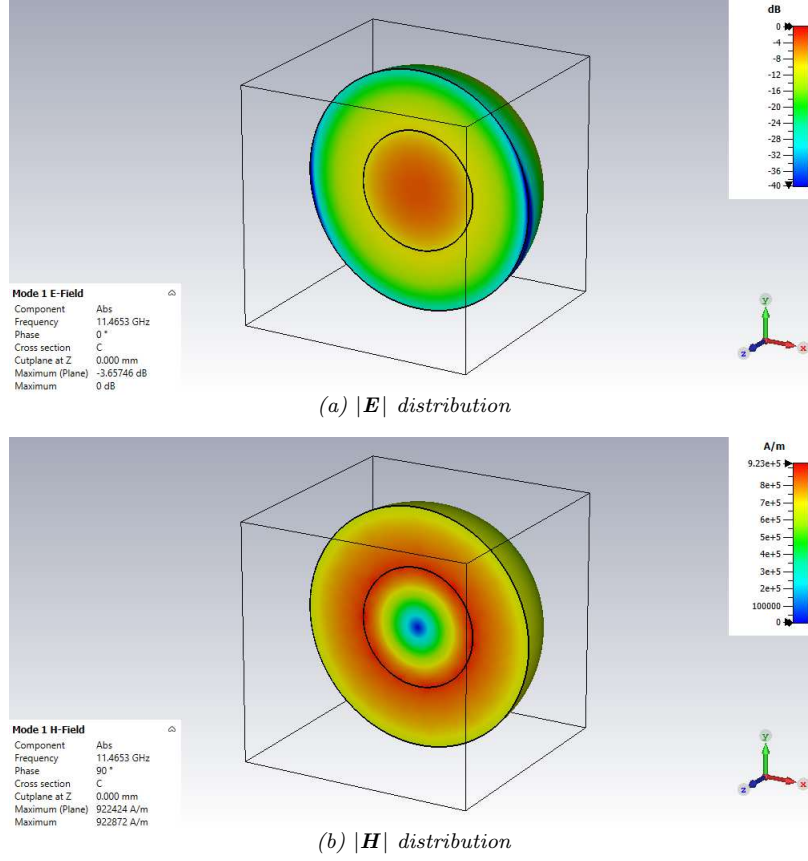 dB
0
-4
-8
-12
-16
-20
-24
-28
-32
-36
-40
Mode 1 E-Field
Component Abs
Frequency 11.4653 GHz
Phase 0 °
Cross section C
Cutplane at Z 0.000 mm
Maximum (Plane) -3.65746 dB
Maximum 0 dB
y
z
x
(a) |E| distribution
A/m
9.23e+5
8e+5
7e+5
6e+5
5e+5
4e+5
3e+5
2e+5
100000
0
Mode 1 H-Field
Component Abs
Frequency 11.4653 GHz
Phase 90 °
Cross section C
Cutplane at Z 0.000 mm
Maximum (Plane) 922424 A/m
Maximum 922872 A/m
y
z
x
(b) |H| distribution